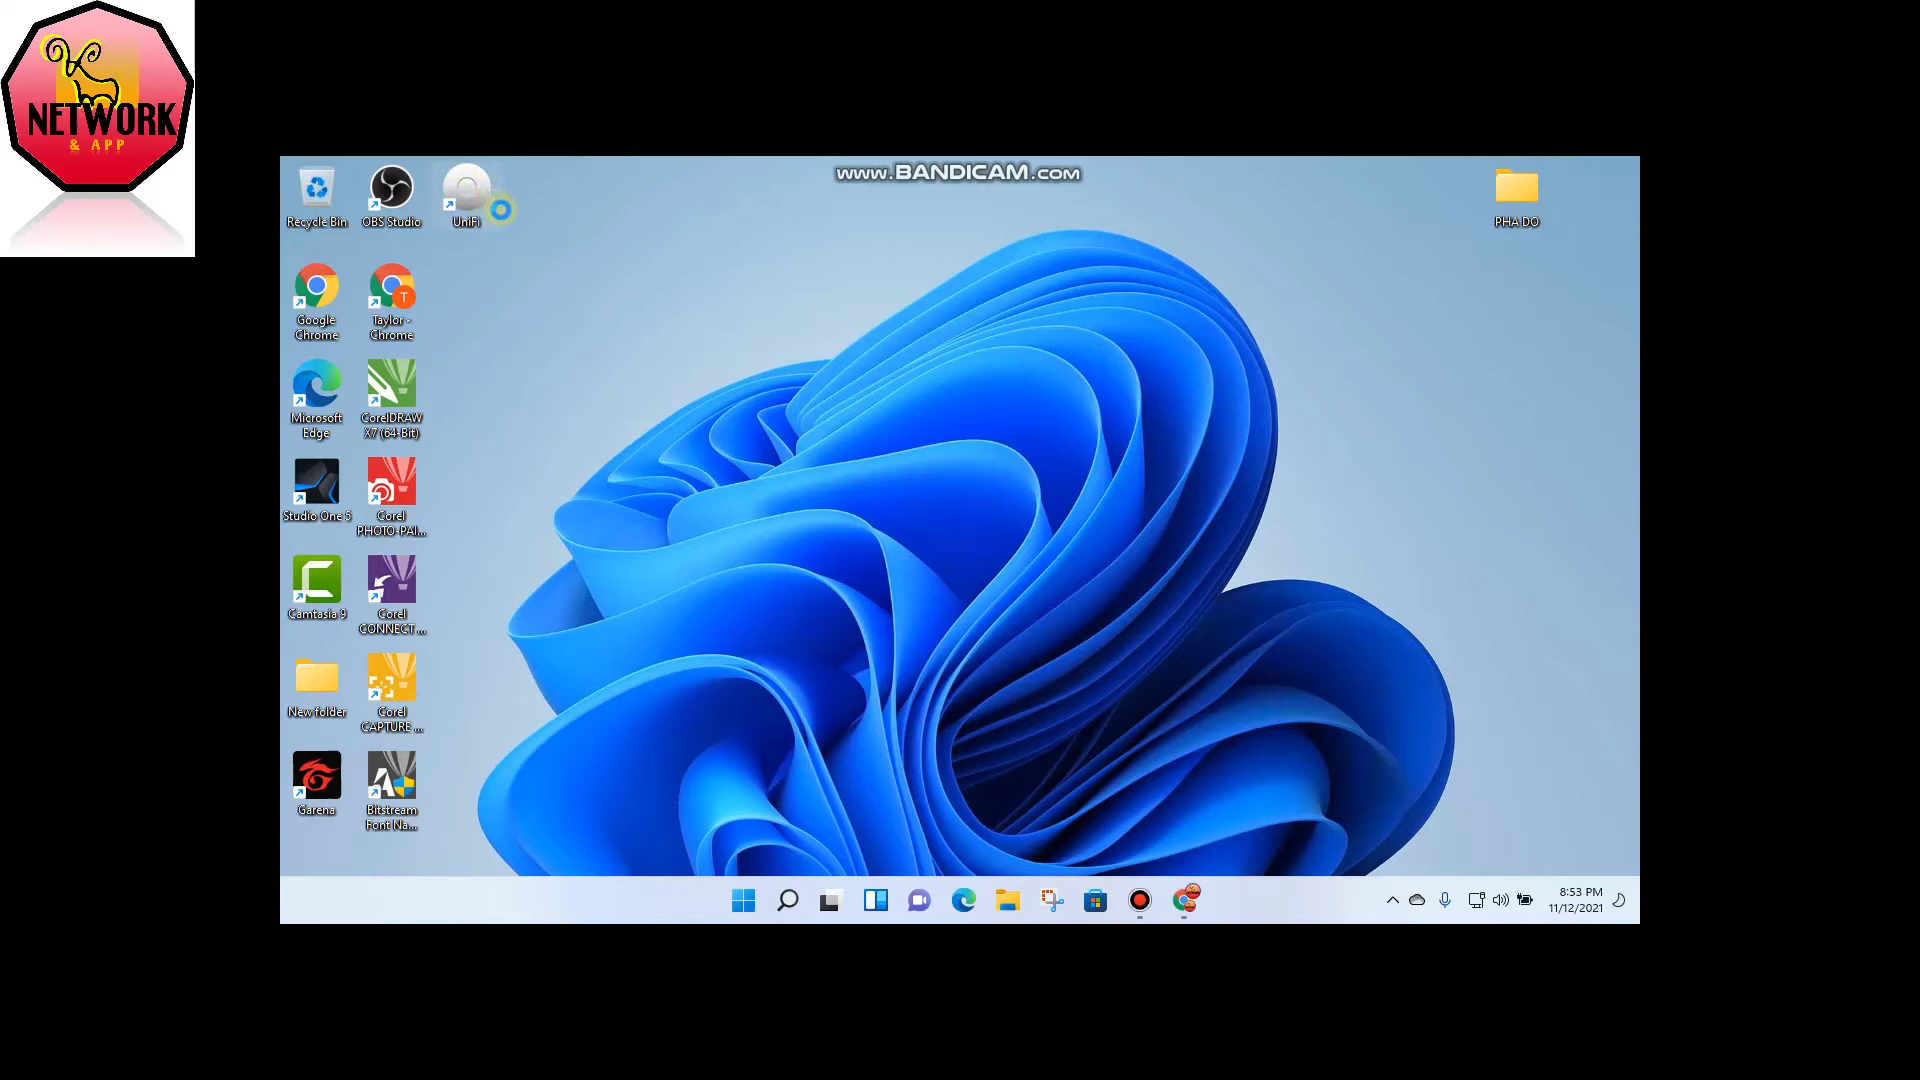 NETWORK
& APP
www.BANDICAM.com
Recycle Bin
OBS Studio
UniFi
PHA DO
Google
Chrome
Taylor -
Chrome
T
Microsoft
Edge
CorelDRAW
X7 (64-Bit)
Studio One 5
Corel
PHOTO-PAI...
Camtasia 9
Corel
CONNECT ...
New folder
Corel
CAPTURE ...
Garena
Bitstream
Font Na...
8:53 PM
11/12/2021